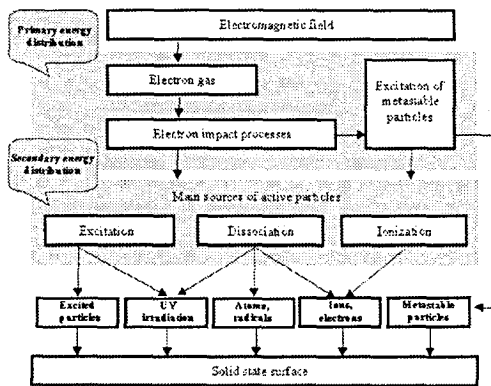 Primary energy
distribution
Electromagnetic field
Electron gas
Excitation of
metastable
particles
Electron impact processes
Secondary energy
distribution
Main sources of active particles
Excitation
Dissociation
Ionization
Excited
particles
UV
irradiation
Atoms,
radicals
Ions,
electrons
Metastable
particles
Solid state surface